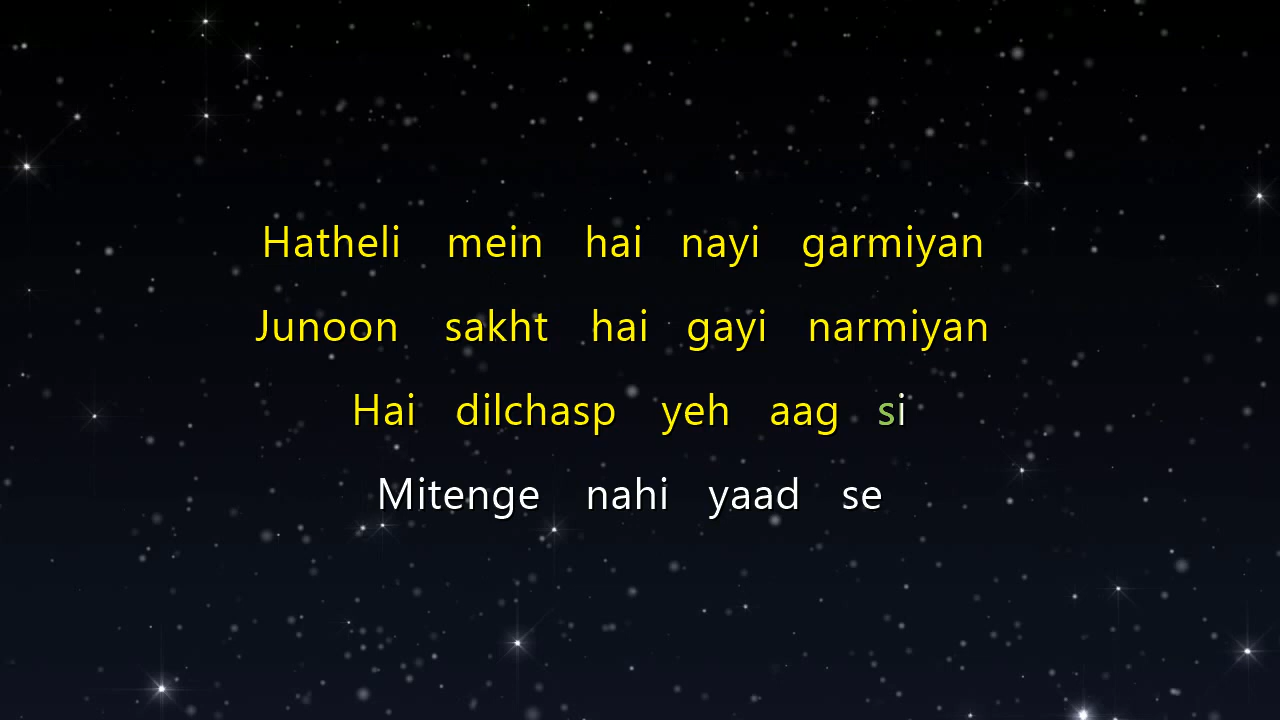 Hatheli mein hai nayi garmiyan
Junoon sakht hai gayi narmiyan
Hai dilchasp yeh aag si
Mitenge nahi yaad se